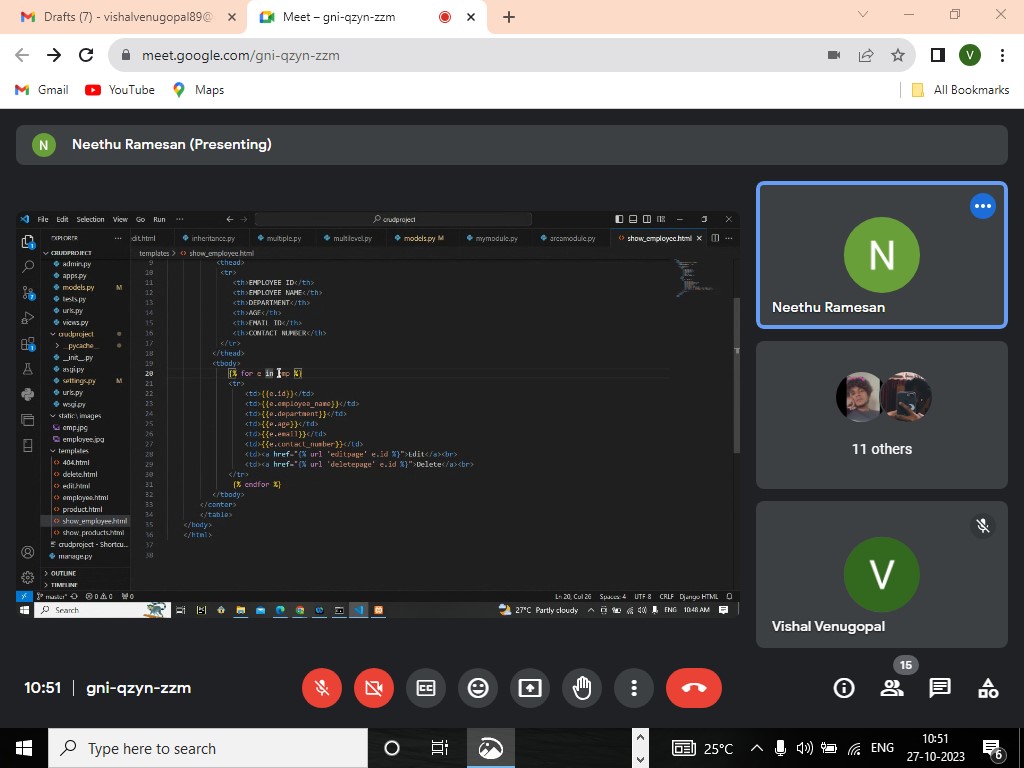 Drafts (7) - vishalvenugopal89@
Meet – gni-qzyn-zzm
meet.google.com/gni-qzyn-zzm
V
Gmail
YouTube
Maps
All Bookmarks
N
Neethu Ramesan (Presenting)
File Edit Selection View Go Run ···
crudproject
EXPLORER
dit.html
inheritance.py
multiple.py
multilevel.py
models.py M
mymodule.py
areamodule.py
show_employee.html
templates > show_employee.html
CRUDPROJECT
admin.py
apps.py
models.py M
tests.py
urls.py
views.py
crudproject
__pycache__
__init__.py
asgi.py
settings.py M
urls.py
wsgi.py
static\ images
emp.jpg
employee.jpg
templates
404.html
delete.html
edit.html
employee.html
product.html
show_employee.html
show_products.html
crudproject - Shortcu...
manage.py
OUTLINE
TIMELINE
9 <thead>
10 <tr>
11 <th>EMPLOYEE ID</th>
12 <th>EMPLOYEE NAME</th>
13 <th>DEPARTMENT</th>
14 <th>AGE</th>
15 <th>EMAIL ID</th>
16 <th>CONTACT NUMBER</th>
17 </tr>
18 </thead>
19 <tbody>
20 {% for e in emp %}
21 <tr>
22 <td>{{e.id}}</td>
23 <td>{{e.employee_name}}</td>
24 <td>{{e.department}}</td>
25 <td>{{e.age}}</td>
26 <td>{{e.email}}</td>
27 <td>{{e.contact_number}}</td>
28 <td><a href="{% url 'editpage' e.id %}">Edit</a><br>
29 <td><a href="{% url 'deletepage' e.id %}">Delete</a><br>
30 </tr>
31 {% endfor %}
32 </tbody>
33 </center>
34 </table>
35 </body>
36 </html>
37
38
master*
0 0
0
Ln 20, Col 26 Spaces: 4 UTF-8 CRLF Django HTML
Search
27°C Partly cloudy
ENG
10:48 AM
N
Neethu Ramesan
11 others
V
Vishal Venugopal
10:51 | gni-qzyn-zzm
15
Type here to search
25°C
ENG
10:51
27-10-2023
6